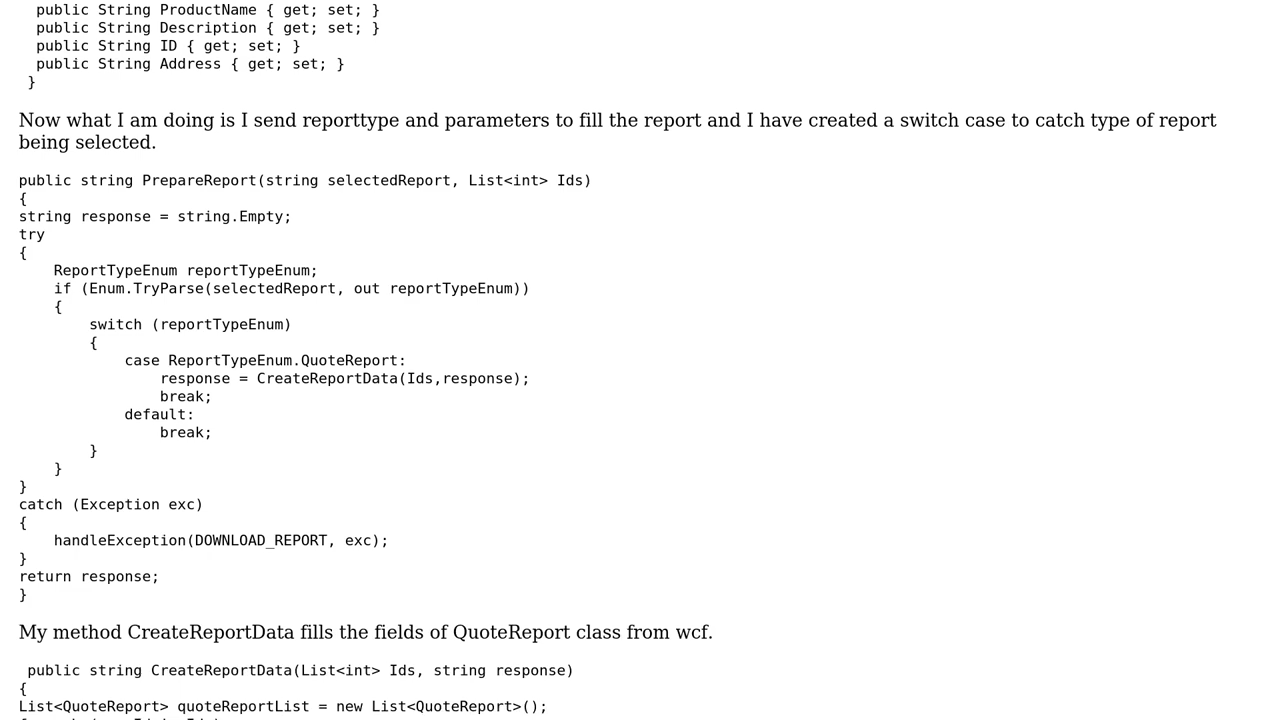 public String ProductName { get; set; }
public String Description { get; set; }
public String ID { get; set; }
public String Address { get; set; }
}
Now what I am doing is I send reporttype and parameters to fill the report and I have created a switch case to catch type of report
being selected.
public string PrepareReport(string selectedReport, List<int> Ids)
{
string response = string.Empty;
try
{
    ReportTypeEnum reportTypeEnum;
    if (Enum.TryParse(selectedReport, out reportTypeEnum))
    {
        switch (reportTypeEnum)
        {
            case ReportTypeEnum.QuoteReport:
                response = CreateReportData(Ids,response);
                break;
            default:
                break;
        }
    }
}
catch (Exception exc)
{
    handleException(DOWNLOAD_REPORT, exc);
}
return response;
}
My method CreateReportData fills the fields of QuoteReport class from wcf.
public string CreateReportData(List<int> Ids, string response)
{
List<QuoteReport> quoteReportList = new List<QuoteReport>();